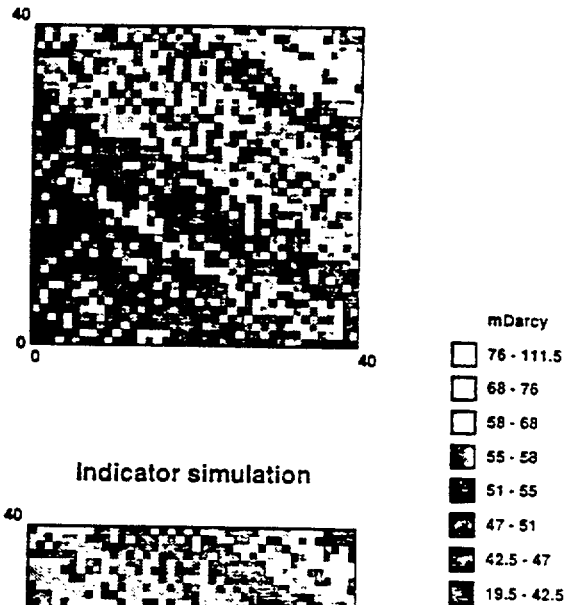 40
0
0
40
mDarcy
76 - 111.5
68 - 76
58 - 68
55 - 58
51 - 55
47 - 51
42.5 - 47
19.5 - 42.5
Indicator simulation
40